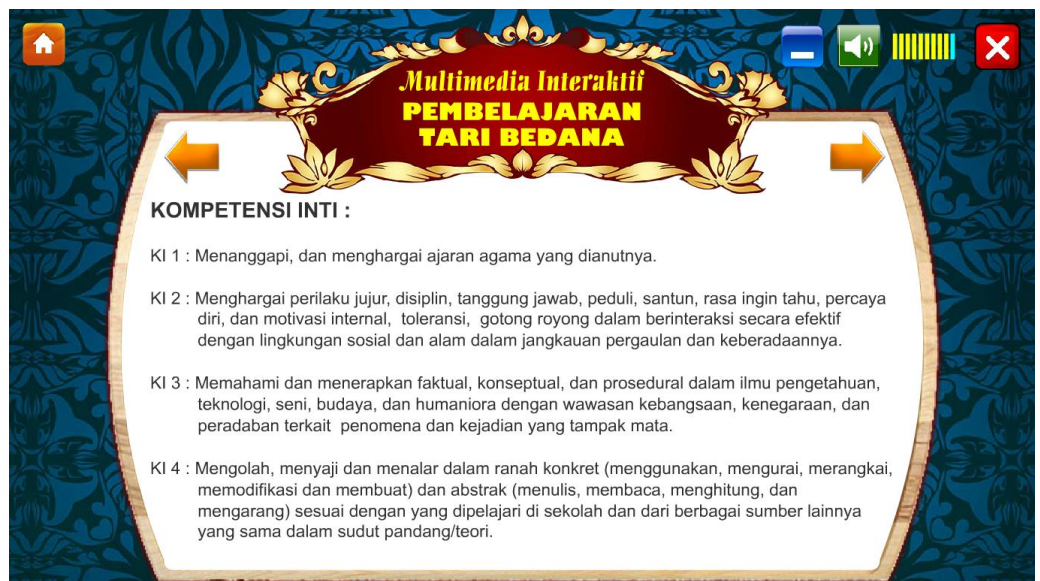 Multimedia Interaktif
PEMBELAJARAN
TARI BEDANA
KOMPETENSI INTI :
KI 1 : Menanggapi, dan menghargai ajaran agama yang dianutnya.
KI 2 : Menghargai perilaku jujur, disiplin, tanggung jawab, peduli, santun, rasa ingin tahu, percaya
diri, dan motivasi internal, toleransi, gotong royong dalam berinteraksi secara efektif
dengan lingkungan sosial dan alam dalam jangkauan pergaulan dan keberadaannya.
KI 3 : Memahami dan menerapkan faktual, konseptual, dan prosedural dalam ilmu pengetahuan,
teknologi, seni, budaya, dan humaniora dengan wawasan kebangsaan, kenegaraan, dan
peradaban terkait penomena dan kejadian yang tampak mata.
KI 4 : Mengolah, menyaji dan menalar dalam ranah konkret (menggunakan, mengurai, merangkai,
memodifikasi dan membuat) dan abstrak (menulis, membaca, menghitung, dan
mengarang) sesuai dengan yang dipelajari di sekolah dan dari berbagai sumber lainnya
yang sama dalam sudut pandang/teori.